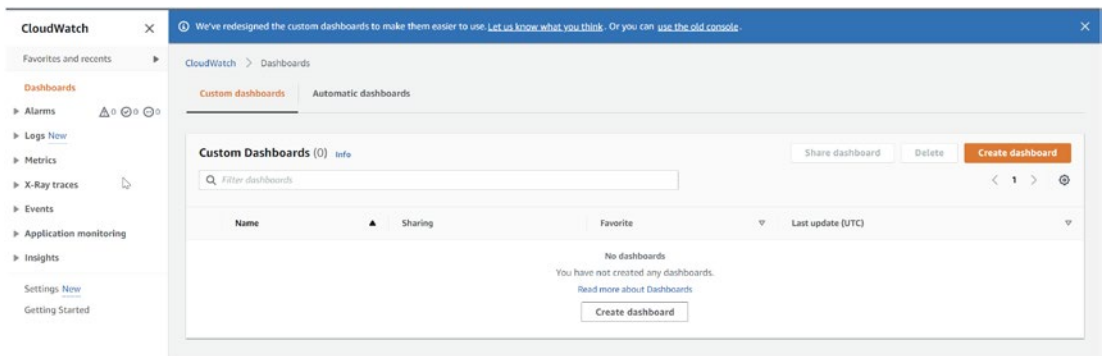 CloudWatch
We've redesigned the custom dashboards to make them easier to use. Let us know what you think. Or you can use the old console.
Favorites and recents
Dashboards
Alarms 0 0 0
Logs New
Metrics
X-Ray traces
Events
Application monitoring
Insights
Settings New
Getting Started
CloudWatch > Dashboards
Custom dashboards Automatic dashboards
Custom Dashboards (0) Info Share dashboard Delete Create dashboard
Filter dashboards < 1 >
Name Sharing Favorite Last update (UTC)
No dashboards
You have not created any dashboards.
Read more about Dashboards
Create dashboard